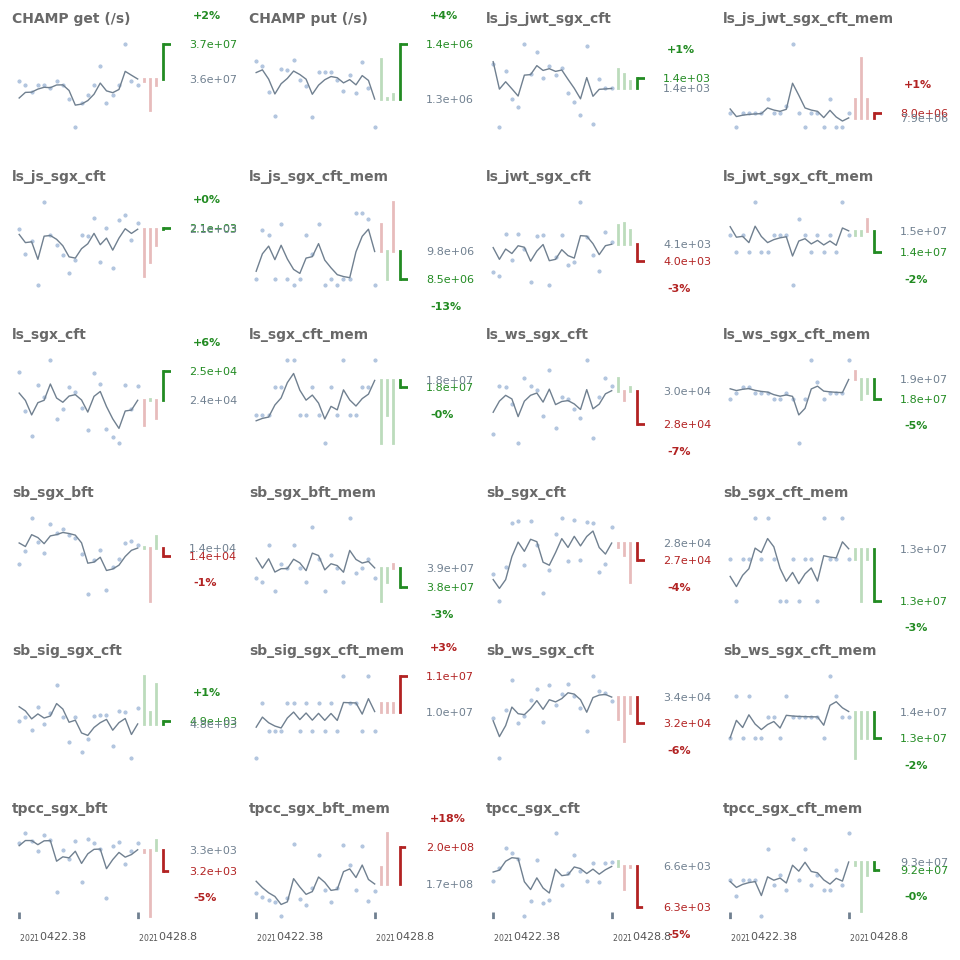 CHAMP get (/s)
+2%
3.7e+07
3.6e+07
CHAMP put (/s)
+4%
1.4e+06
1.3e+06
ls_js_jwt_sgx_cft
+1%
1.4e+03
1.4e+03
ls_js_jwt_sgx_cft_mem
+1%
8.0e+06
7.9e+06
ls_js_sgx_cft
+0%
2.1e+03
2.1e+03
ls_js_sgx_cft_mem
9.8e+06
8.5e+06
-13%
ls_jwt_sgx_cft
4.1e+03
4.0e+03
-3%
ls_jwt_sgx_cft_mem
1.5e+07
1.4e+07
-2%
ls_sgx_cft
+6%
2.5e+04
2.4e+04
ls_sgx_cft_mem
1.8e+07
1.8e+07
-0%
ls_ws_sgx_cft
3.0e+04
2.8e+04
-7%
ls_ws_sgx_cft_mem
1.9e+07
1.8e+07
-5%
sb_sgx_bft
1.4e+04
1.4e+04
-1%
sb_sgx_bft_mem
3.9e+07
3.8e+07
-3%
sb_sgx_cft
2.8e+04
2.7e+04
-4%
sb_sgx_cft_mem
1.3e+07
1.3e+07
-3%
sb_sig_sgx_cft
+1%
4.9e+03
sb_sig_sgx_cft_mem
+3%
1.1e+07
1.0e+07
sb_ws_sgx_cft
3.4e+04
3.2e+04
-6%
sb_ws_sgx_cft_mem
1.4e+07
1.3e+07
-2%
tpcc_sgx_bft
3.3e+03
3.2e+03
-5%
2021 0422.38
2021 0428.8
tpcc_sgx_bft_mem
+18%
2.0e+08
1.7e+08
2021 0422.38
2021 0428.8
tpcc_sgx_cft
6.6e+03
6.3e+03
-5%
2021 0422.38
2021 0428.8
tpcc_sgx_cft_mem
9.3e+07
9.2e+07
-0%
2021 0422.38
2021 0428.8